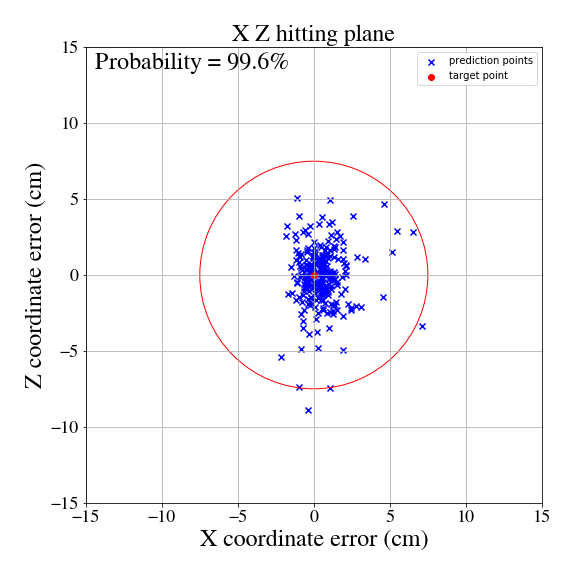 X Z hitting plane
Probability = 99.6%
prediction points
target point
Z coordinate error (cm)
15
10
5
0
−5
−10
−15
−15
−10
−5
0
5
10
15
X coordinate error (cm)